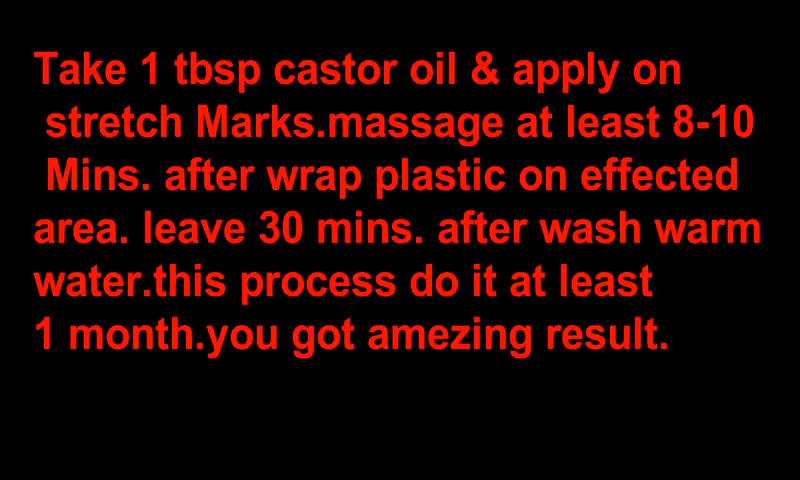 Take 1 tbsp castor oil & apply on
stretch Marks.massage at least 8-10
Mins. after wrap plastic on effected
area. leave 30 mins. after wash warm
water.this process do it at least
1 month.you got amezing result.